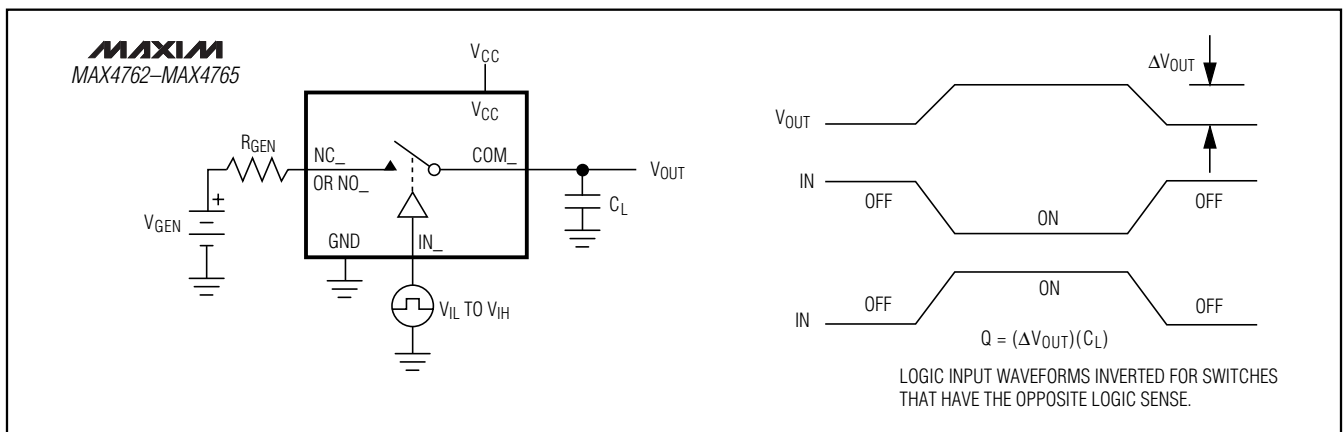 MAXIM
MAX4762–MAX4765
VCC
VCC
RGEN
NC_
OR NO_
COM_
VOUT
CL
VGEN
+
GND
IN_
VIL TO VIH
ΔVOUT
VOUT
IN
OFF
ON
OFF
IN
OFF
ON
OFF
Q = (ΔVOUT)(CL)
LOGIC INPUT WAVEFORMS INVERTED FOR SWITCHES
THAT HAVE THE OPPOSITE LOGIC SENSE.